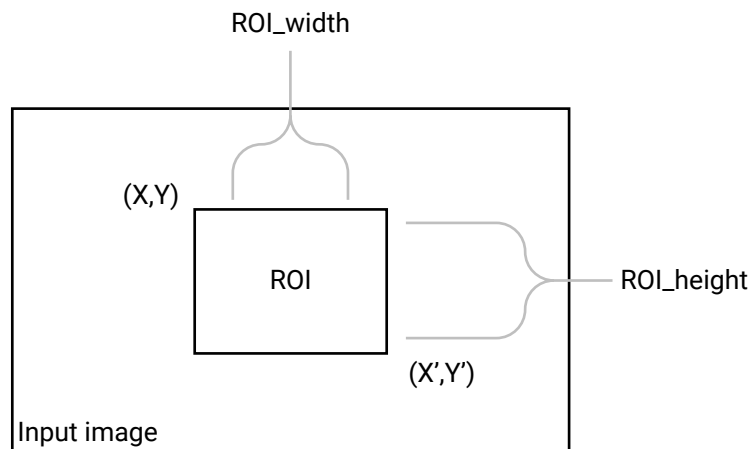 ROI_width
(X,Y)
ROI
ROI_height
(X’,Y’)
Input image